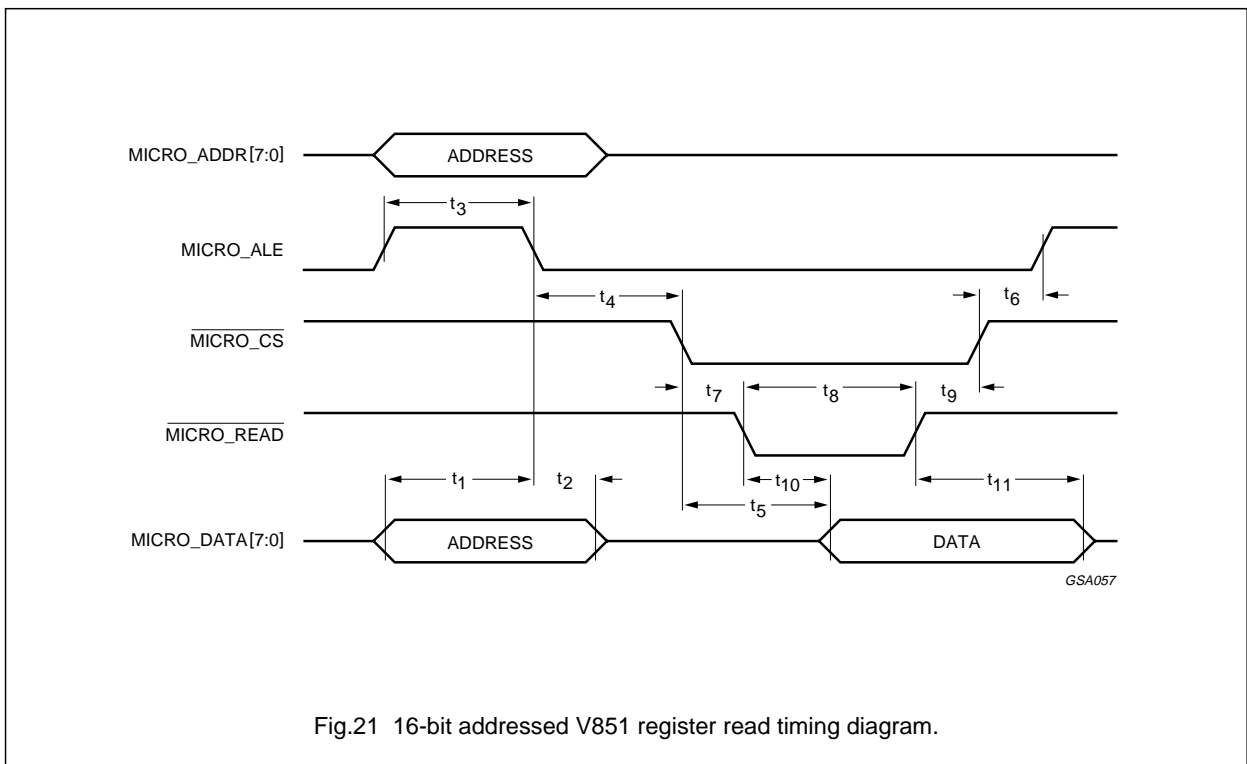 MICRO_ADDR[7:0]
ADDRESS
t3
MICRO_ALE
t4
t6
MICRO_CS
t7
t8
t9
MICRO_READ
t1
t2
t10
t11
t5
MICRO_DATA[7:0]
ADDRESS
DATA
GSA057
Fig.21 16-bit addressed V851 register read timing diagram.